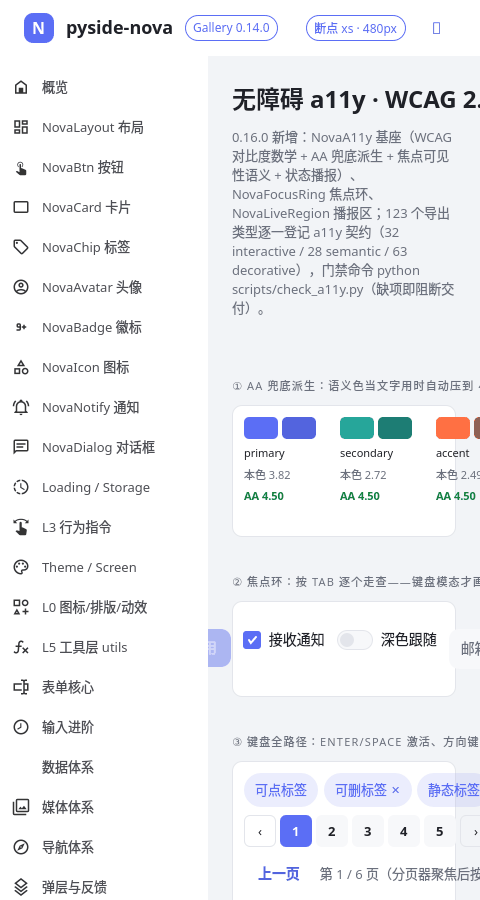 N pyside-nova Gallery 0.14.0 断点 xs · 480px
概览
NovaLayout 布局
NovaBtn 按钮
NovaCard 卡片
NovaChip 标签
NovaAvatar 头像
9+ NovaBadge 徽标
NovaIcon 图标
NovaNotify 通知
NovaDialog 对话框
Loading / Storage
L3 行为指令
Theme / Screen
L0 图标/排版/动效
L5 工具层 utils
表单核心
输入进阶
数据体系
媒体体系
导航体系
弹层与反馈
无障碍 a11y · WCAG 2.
0.16.0 新增：NovaA11y 基座（WCAG
对比度数学 + AA 兜底派生 + 焦点可见
性语义 + 状态播报）、
NovaFocusRing 焦点环、
NovaLiveRegion 播报区；123 个导出
类型逐一登记 a11y 契约（32
interactive / 28 semantic / 63
decorative），门禁命令 python
scripts/check_a11y.py（缺项即阻断交
付）。
① AA 兜底派生：语义色当文字用时自动压到
primary secondary accent
本色 3.82 本色 2.72 本色 2.49
AA 4.50 AA 4.50 AA 4.50
② 焦点环：按 TAB 逐个走查——键盘模态才画
用 接收通知 深色跟随 邮箱
③ 键盘全路径：ENTER/SPACE 激活、方向键
可点标签 可删标签 × 静态标签
‹ 1 2 3 4 5 ›
上一页 第 1 / 6 页（分页器聚焦后按